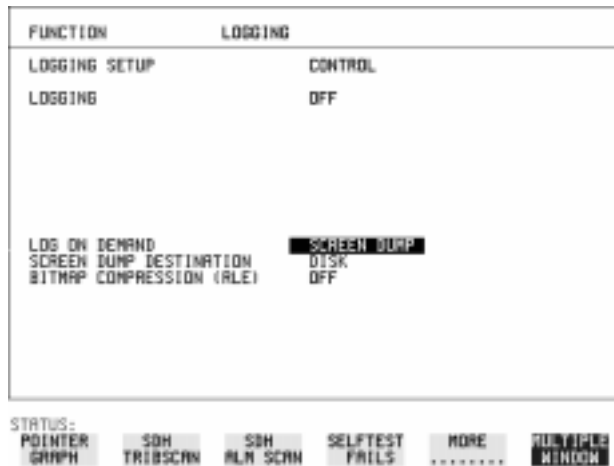 FUNCTION LOGGING
LOGGING SETUP CONTROL
LOGGING OFF
LOG ON DEMAND SCREEN DUMP
SCREEN DUMP DESTINATION DISK
BITMAP COMPRESSION (RLE) OFF
STATUS:
POINTER SDH SDH SELFTEST MORE MULTIPLE
GRAPH TRIBSCAN ALM SCAN FAILS ........ WINDOW